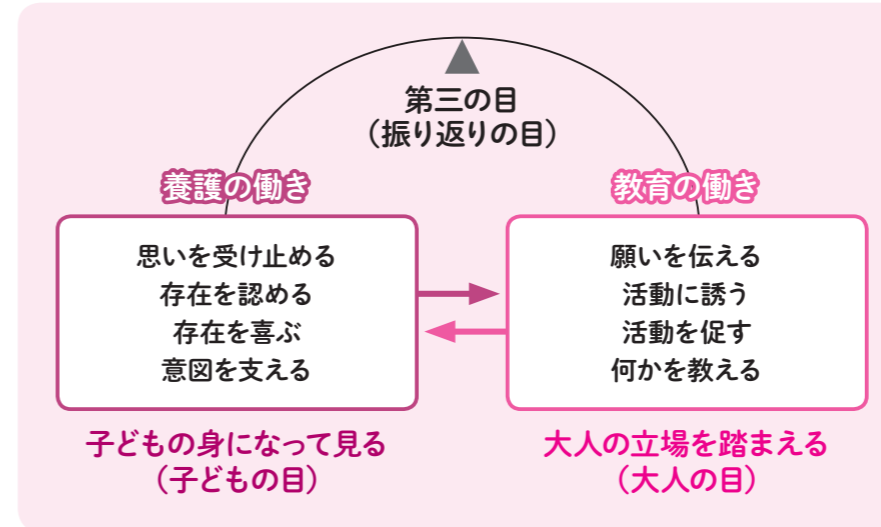 第三の目
(振り返りの目)
養護の働き
思いを受け止める
存在を認める
存在を喜ぶ
意図を支える
子どもの身になって見る
(子どもの目)
教育の働き
願いを伝える
活動に誘う
活動を促す
何かを教える
大人の立場を踏まえる
(大人の目)